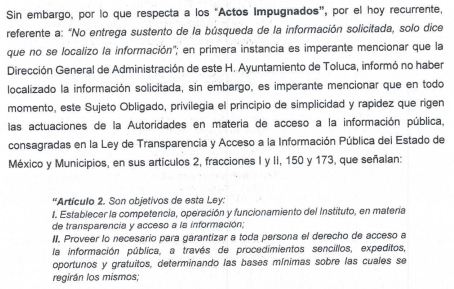 Sin embargo, por lo que respecta a los "Actos Impugnados", por el hoy recurrente,
referente a: "No entrega sustento de la búsqueda de la información solicitada, solo dice
que no se localizo la información"; en primera instancia es imperante mencionar que la
Dirección General de Administración de este H. Ayuntamiento de Toluca, informó no haber
localizado la información solicitada, sin embargo, es imperante mencionar que en todo
momento, este Sujeto Obligado, privilegia el principio de simplicidad y rapidez que rigen
las actuaciones de la Autoridades en materia de acceso a la información pública,
consagradas en la Ley de Transparencia y Acceso a la Información Pública del Estado de
México y Municipios, en sus artículos 2, fracciones I y II, 150 y 173, que señalan:
"Artículo 2. Son objetivos de esta Ley:
I. Establecer la competencia, operación y funcionamiento del Instituto, en materia
de transparencia y acceso a la información;
II. Proveer lo necesario para garantizar a toda persona el derecho de acceso a
la información pública, a través de procedimientos sencillos, expeditos,
oportunos y gratuitos, determinando las bases mínimas sobre las cuales se
regirán los mismos;